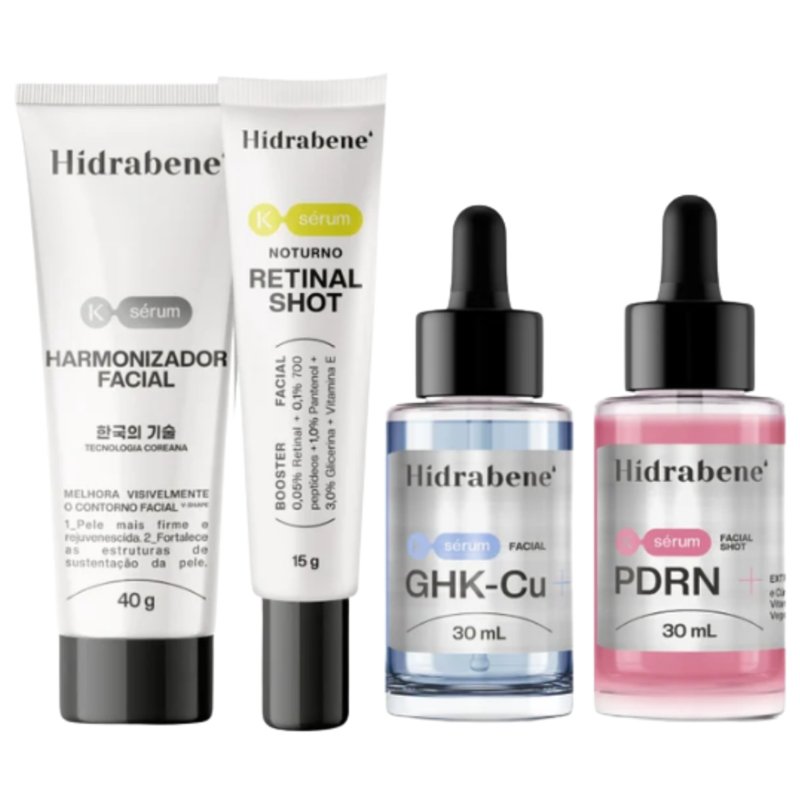 Hidrabene
K sérum
HARMONIZADOR
FACIAL
한국의 기술
TECNOLOGIA COREANA
MELHORA VISIVELMENTE
O CONTORNO FACIAL V-SHAPE
1_Pele mais firme e
rejuvenescida. 2_Fortalece
as estruturas de
sustentação da pele.
40 g
Hidrabene
K sérum
NOTURNO
RETINAL
SHOT
BOOSTER FACIAL
0,05% Retinal + 0,1% 700
peptídeos + 1,0% Pantenol +
3,0% Glicerina + Vitamina E
15 g
Hidrabene
sérum FACIAL
GHK-Cu +
30 mL
Hidrabene
K sérum FACIAL
SHOT
PDRN +
30 mL